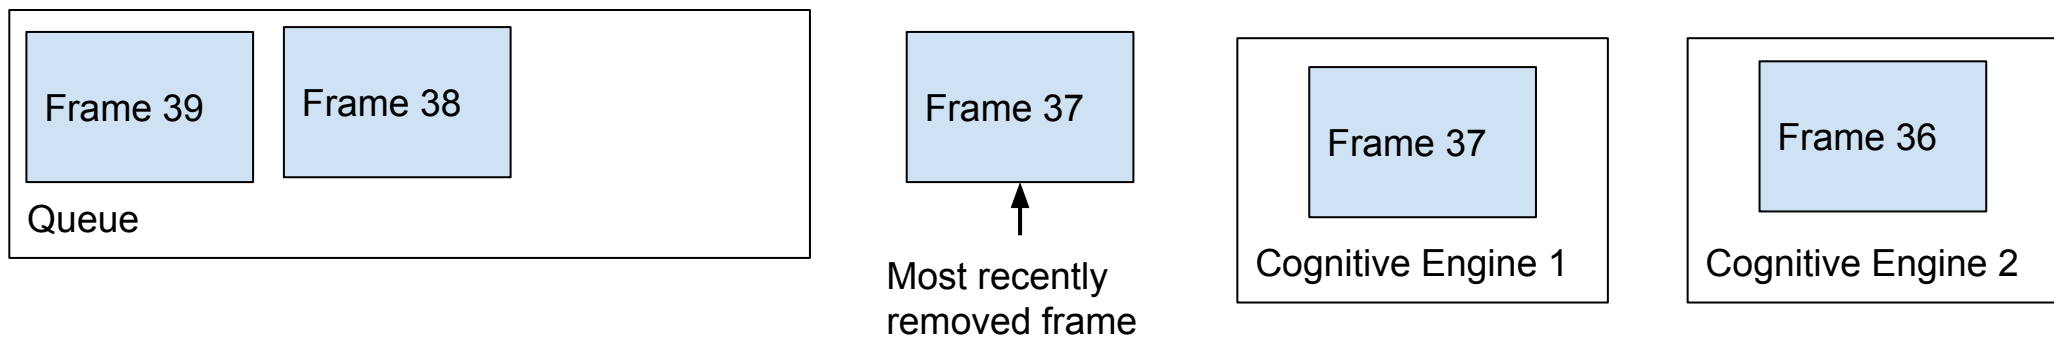 Frame 39
Frame 38
Queue
Frame 37
Most recently
removed frame
Frame 37
Cognitive Engine 1
Frame 36
Cognitive Engine 2